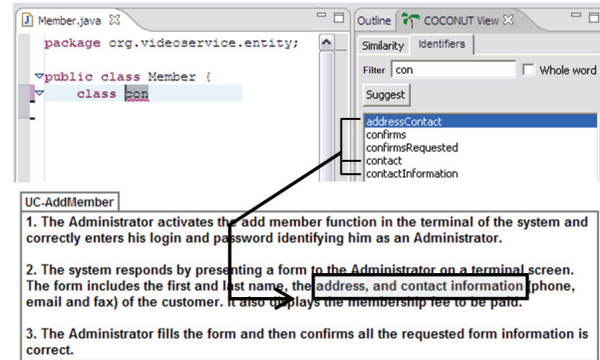 Member.java
package org.videoservice.entity;
public class Member {
class con
Outline COCONUT View
Similarity Identifiers
Filter con Whole word
Suggest
addressContact
confirms
confirmsRequested
contact
contactInformation
UC-AddMember
1. The Administrator activates the add member function in the terminal of the system and
correctly enters his login and password identifying him as an Administrator.
2. The system responds by presenting a form to the Administrator on a terminal screen.
The form includes the first and last name, the address, and contact information (phone,
email and fax) of the customer. It also displays the membership fee to be paid.
3. The Administrator fills the form and then confirms all the requested form information is
correct.